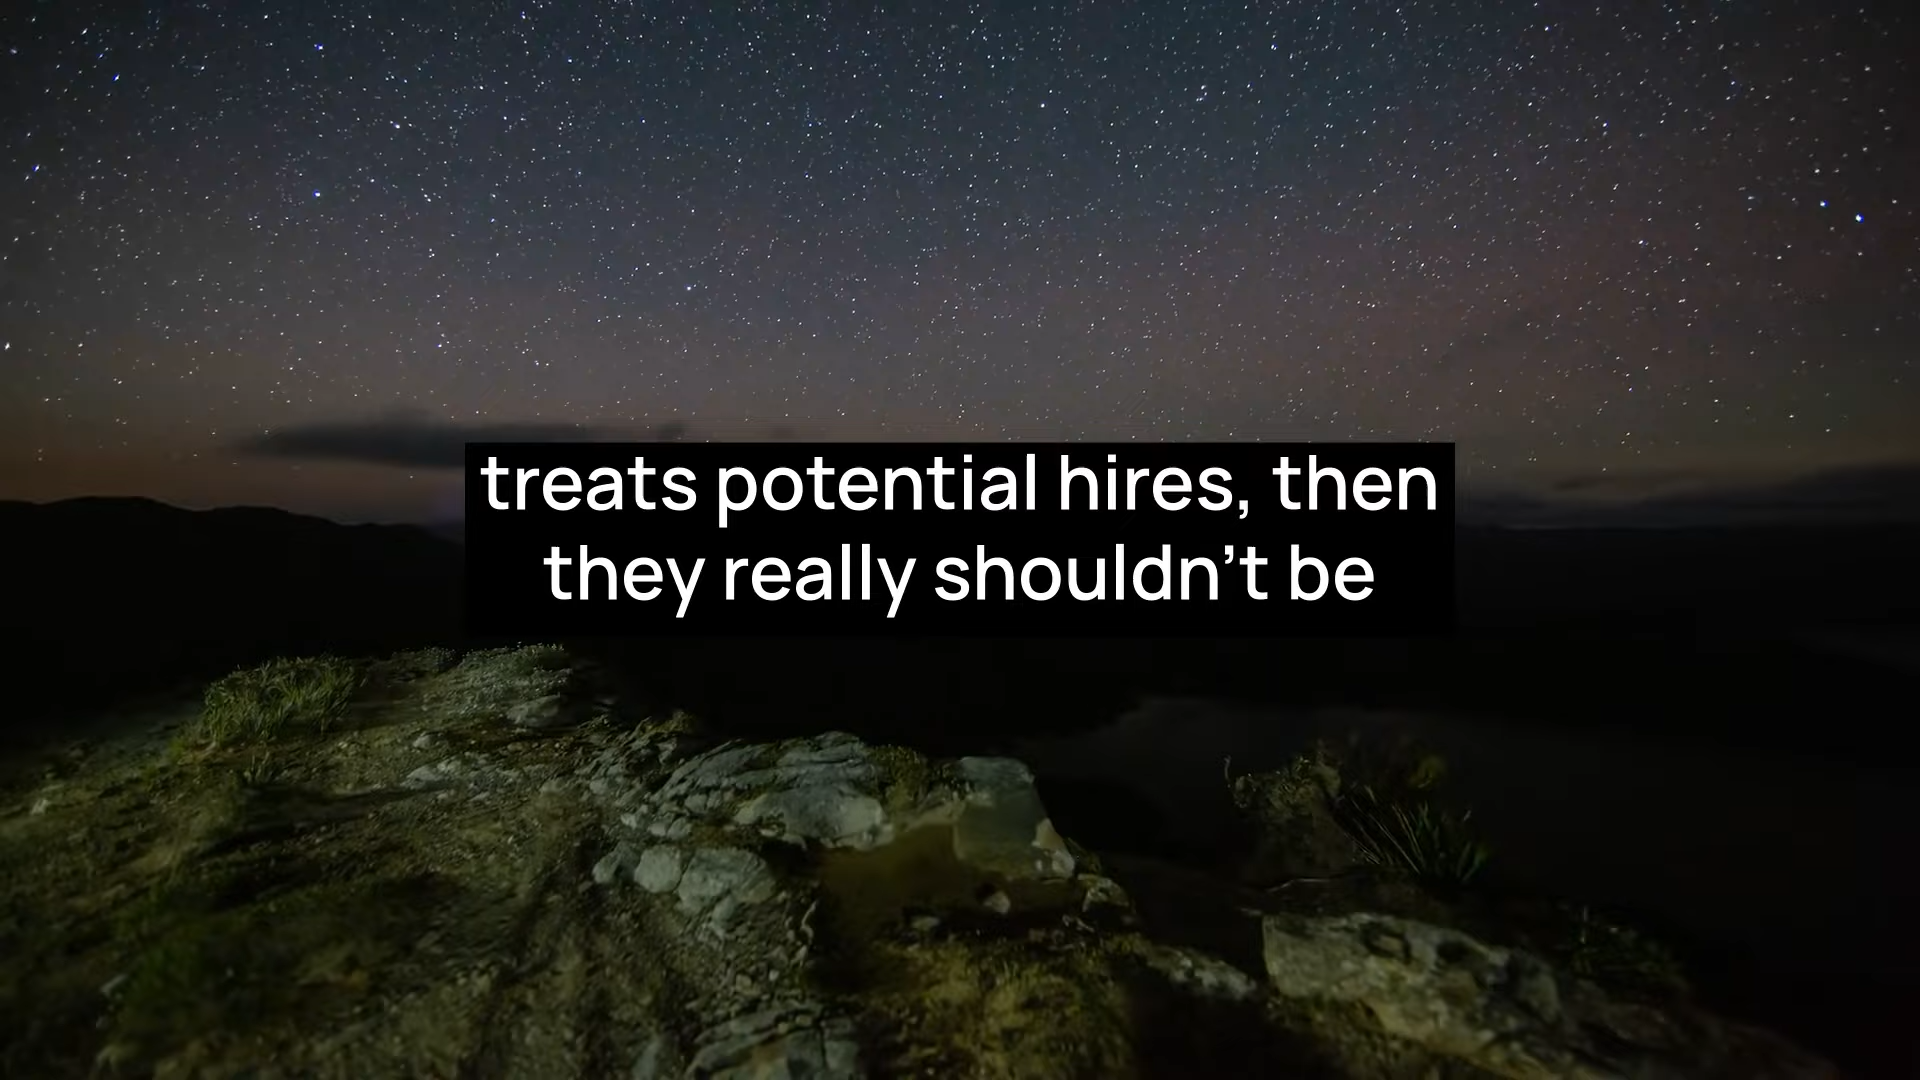 treats potential hires, then
they really shouldn’t be